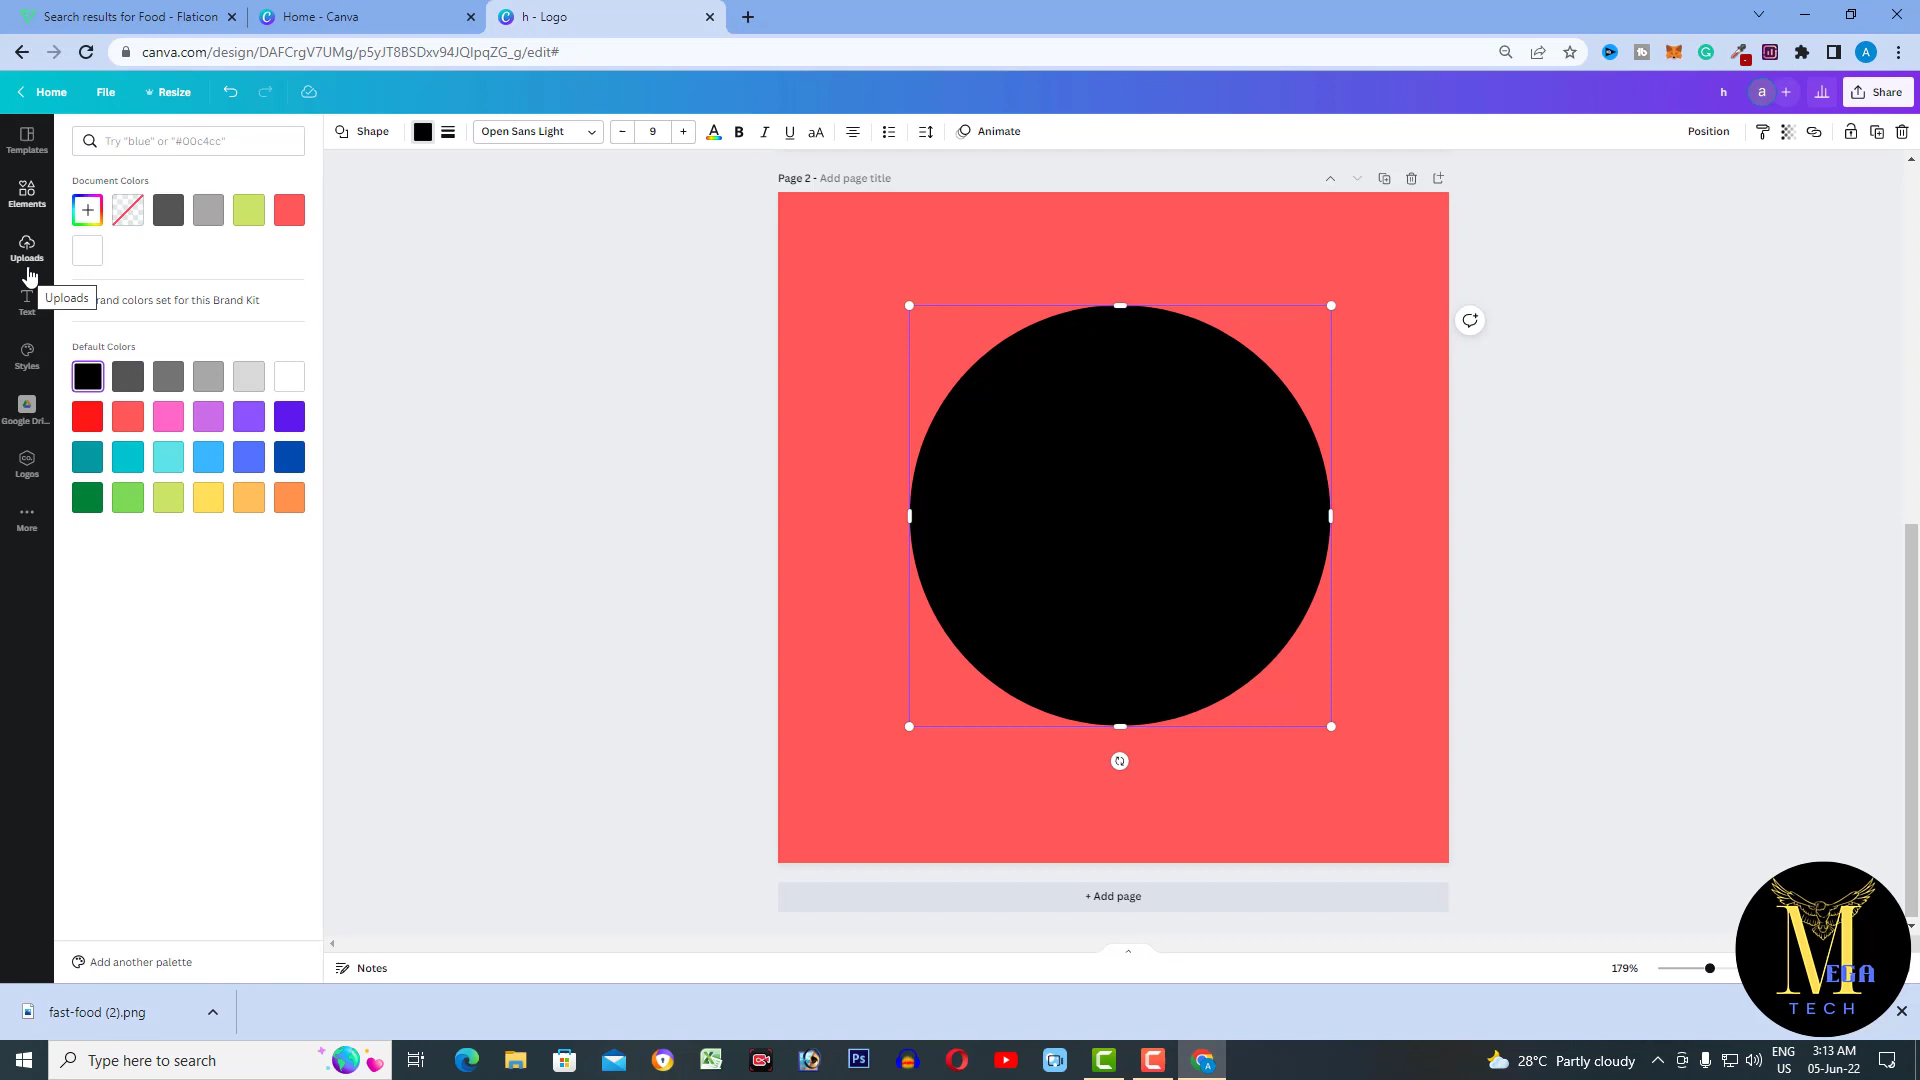 Search results for Food - Flaticon
Home - Canva
h - Logo
canva.com/design/DAFCrgV7UMg/p5yJT8BSDxv94JQIpqZG_g/edit#
A
Home
File
Resize
h
a
Share
Templates
Elements
Uploads
Text
Styles
Google Dri...
Logos
More
Try "blue" or "#00c4cc"
Document Colors
Uploads
rand colors set for this Brand Kit
Default Colors
Add another palette
Shape
Open Sans Light
9
B
I
U
aA
Animate
Position
Page 2 - Add page title
+ Add page
Notes
179%
MEGA
TECH
fast-food (2).png
Type here to search
Ps
28°C Partly cloudy
ENG
US
3:13 AM
05-Jun-22